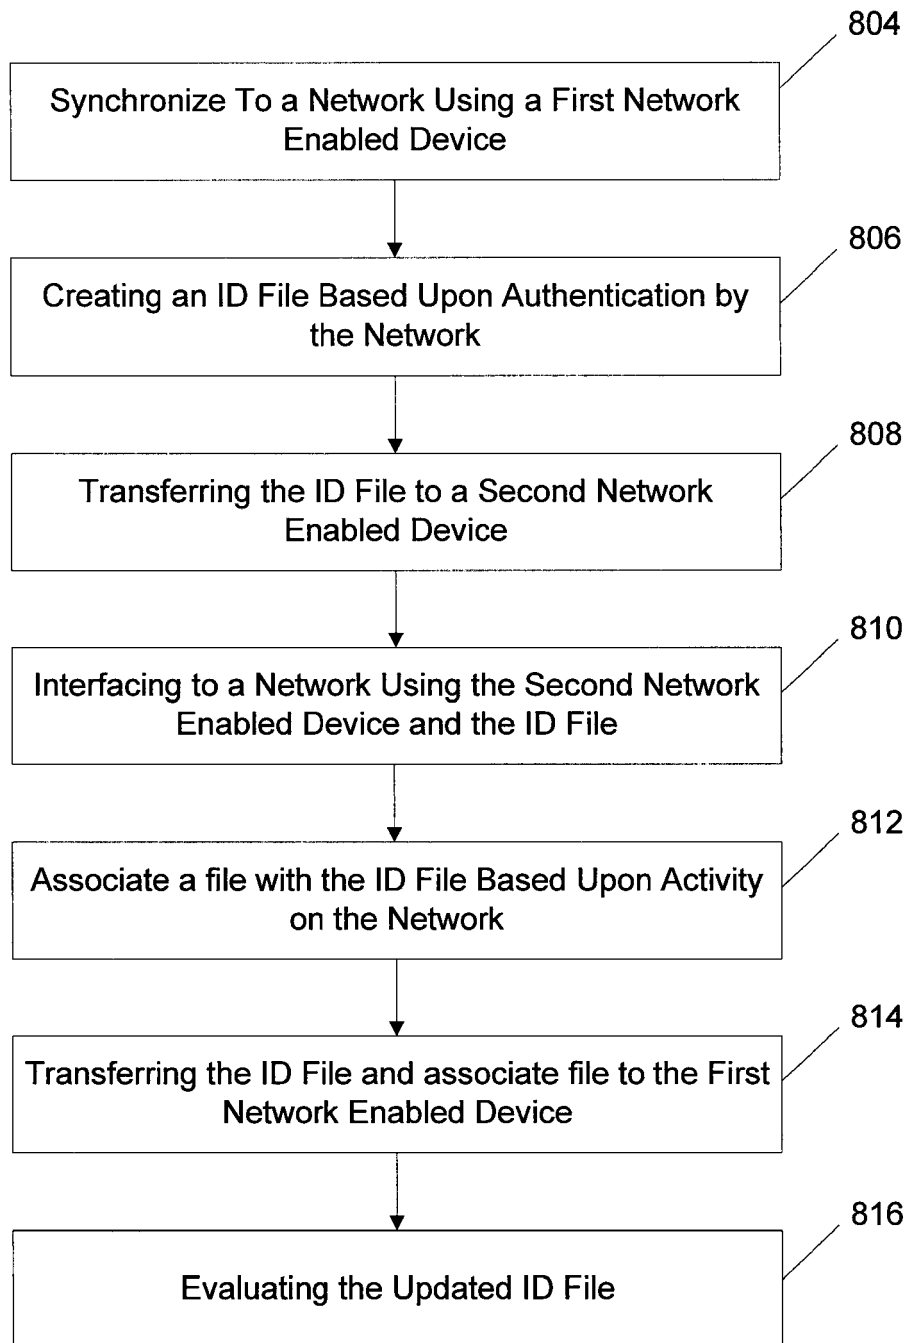 804
Synchronize To a Network Using a First Network
Enabled Device
806
Creating an ID File Based Upon Authentication by
the Network
808
Transferring the ID File to a Second Network
Enabled Device
810
Interfacing to a Network Using the Second Network
Enabled Device and the ID File
812
Associate a file with the ID File Based Upon Activity
on the Network
814
Transferring the ID File and associate file to the First
Network Enabled Device
816
Evaluating the Updated ID File